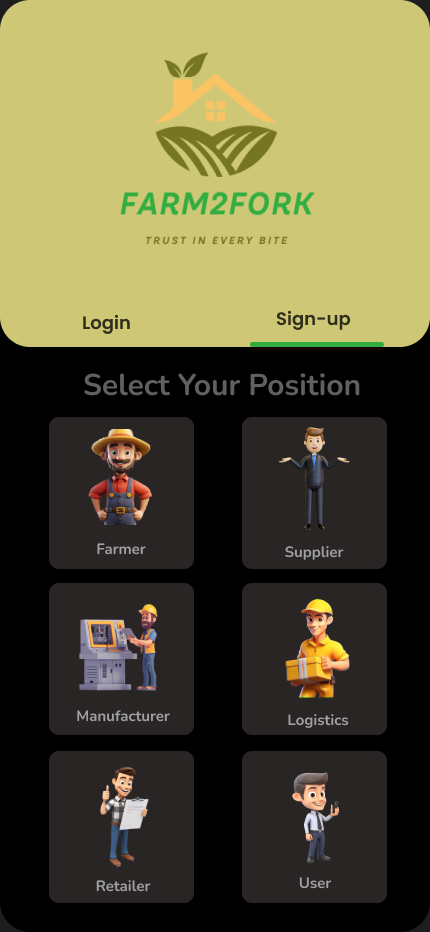 FARM2FORK
TRUST IN EVERY BITE
Login
Sign-up
Select Your Position
Farmer
Supplier
Manufacturer
Logistics
Retailer
User